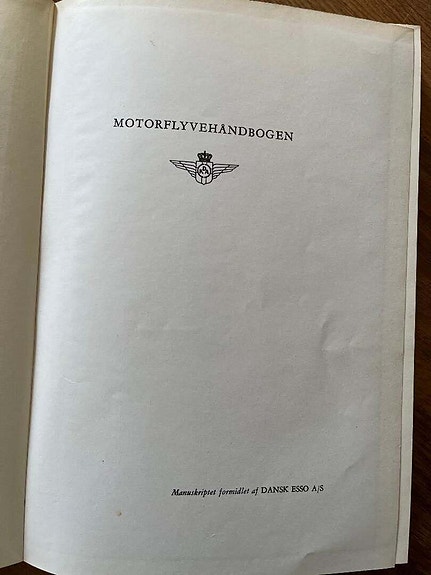 MOTORFLYVEHÅNDBOGEN
Manuskriptet formidlet af DANSK ESSO A/S